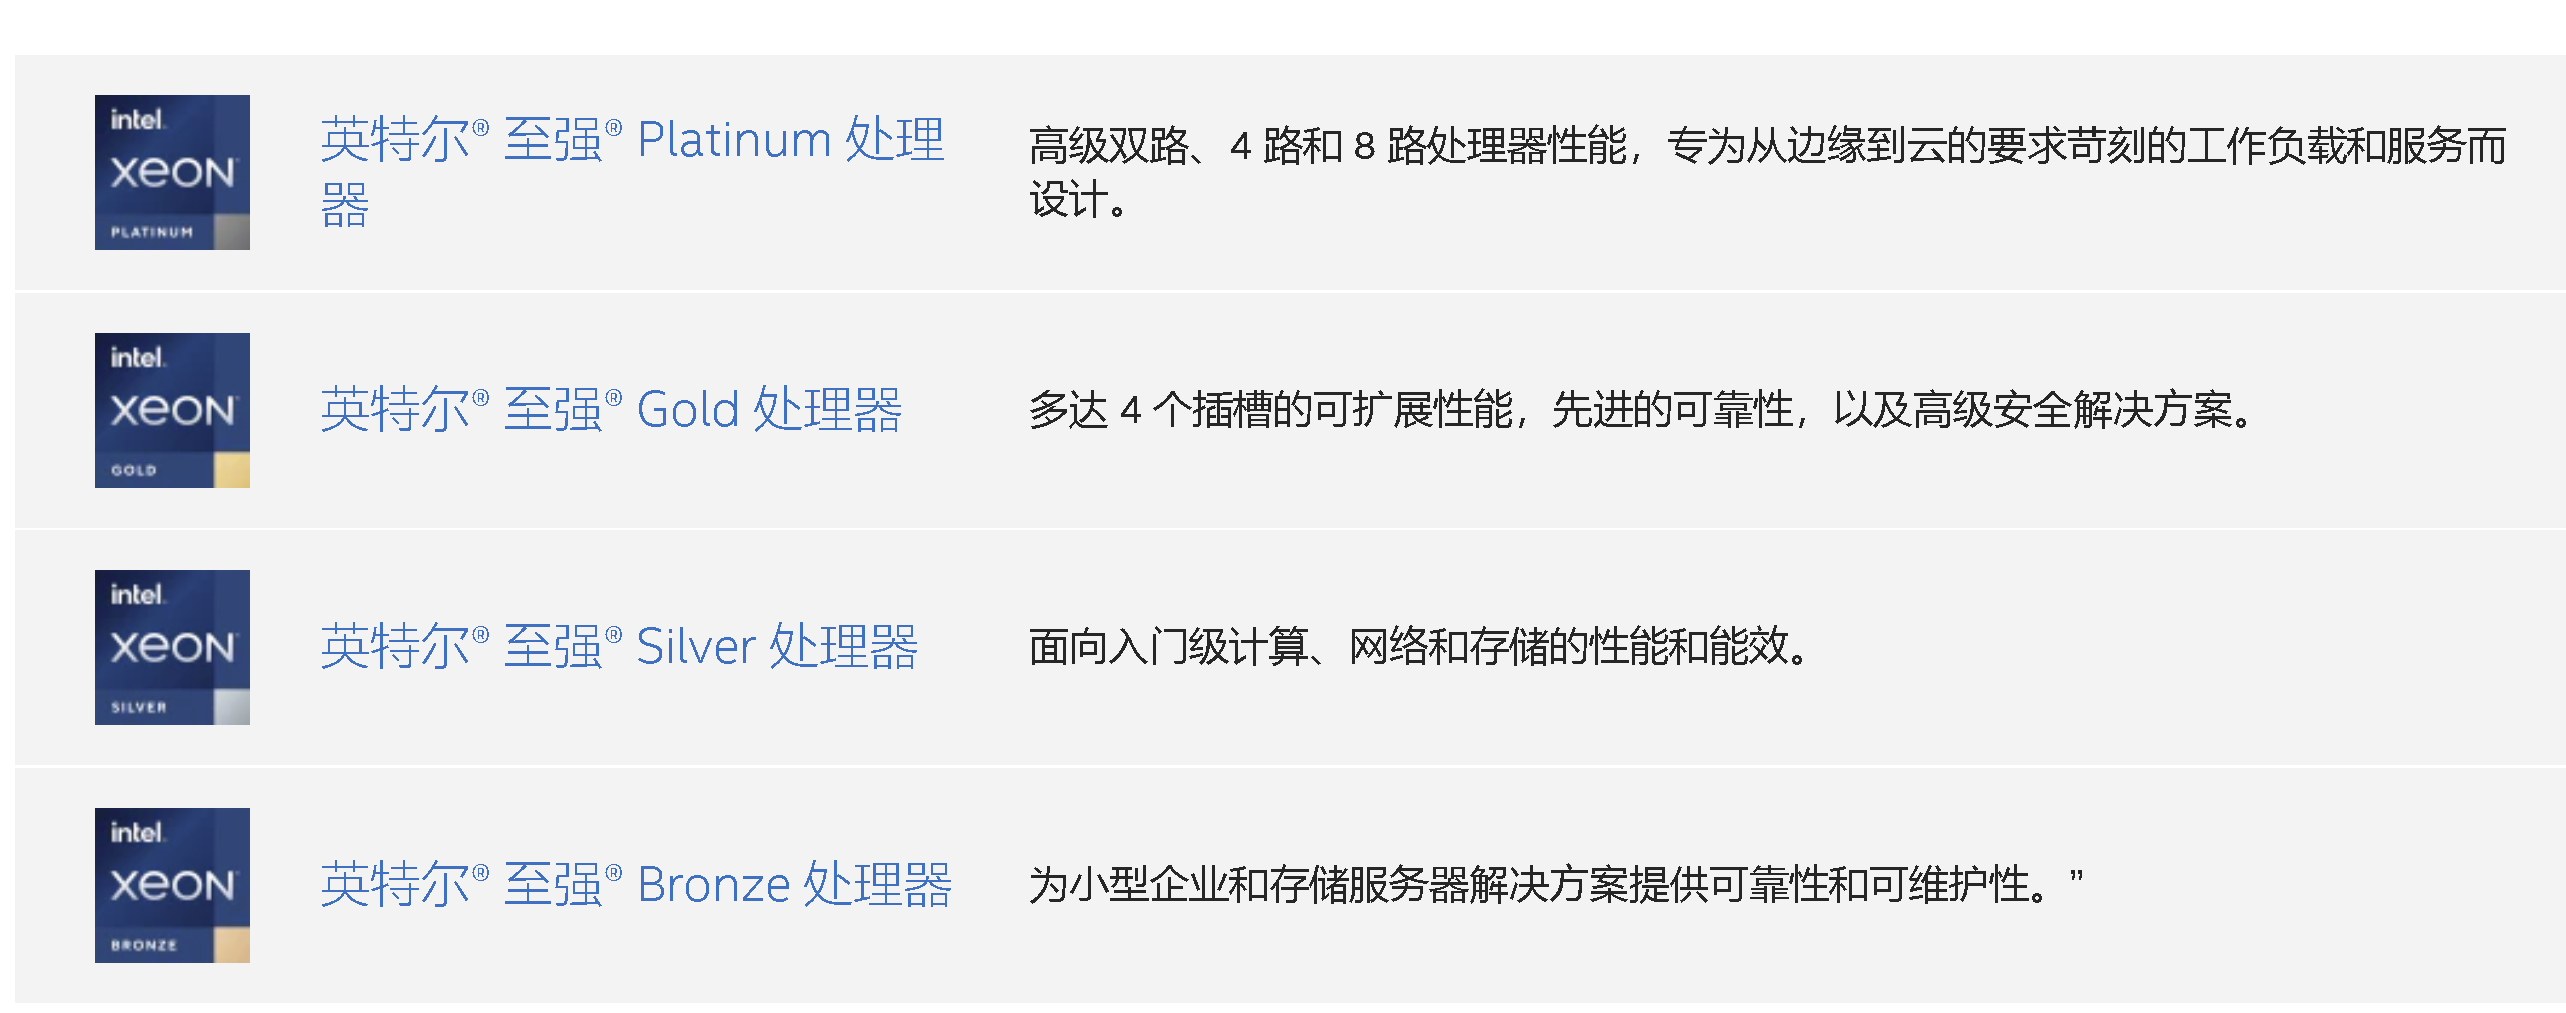 intel.
xeon
PLATINUM
英特尔® 至强® Platinum 处理
器
高级双路、4 路和 8 路处理器性能，专为从边缘到云的要求苛刻的工作负载和服务而
设计。
intel.
xeon
GOLD
英特尔® 至强® Gold 处理器
多达 4 个插槽的可扩展性能，先进的可靠性，以及高级安全解决方案。
intel.
xeon
SILVER
英特尔® 至强® Silver 处理器
面向入门级计算、网络和存储的性能和能效。
intel.
xeon
BRONZE
英特尔® 至强® Bronze 处理器
为小型企业和存储服务器解决方案提供可靠性和可维护性。”